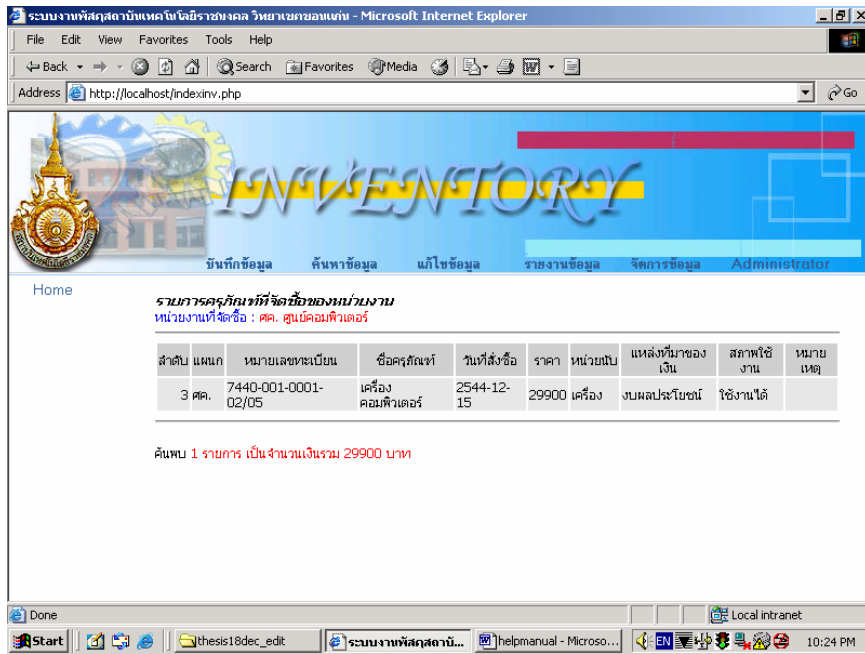 ระบบงานพัสดุสถาบันเทคโนโลยีราชมงคล วิทยาเขตขอนแก่น - Microsoft Internet Explorer
File Edit View Favorites Tools Help
Back Search Favorites Media
Address http://localhost/indexinv.php Go
INVENTORY
บันทึกข้อมูล ค้นหาข้อมูล แก้ไขข้อมูล รายงานข้อมูล จัดการข้อมูล Administrator
Home
รายการครุภัณฑ์ที่จัดซื้อของหน่วยงาน
หน่วยงานที่จัดซื้อ : ศค. ศูนย์คอมพิวเตอร์
ลำดับ แผนก หมายเลขทะเบียน ชื่อครุภัณฑ์ วันที่สั่งซื้อ ราคา หน่วยนับ แหล่งที่มาของเงิน สภาพใช้งาน หมายเหตุ
3 ศค. 7440-001-0001-02/05 เครื่องคอมพิวเตอร์ 2544-12-15 29900 เครื่อง งบผลประโยชน์ ใช้งานได้
ค้นพบ 1 รายการ เป็นจำนวนเงินรวม 29900 บาท
Done Local intranet
Start thesis18dec_edit ระบบงานพัสดุสถาบั... helpmanual - Microso... EN 10:24 PM